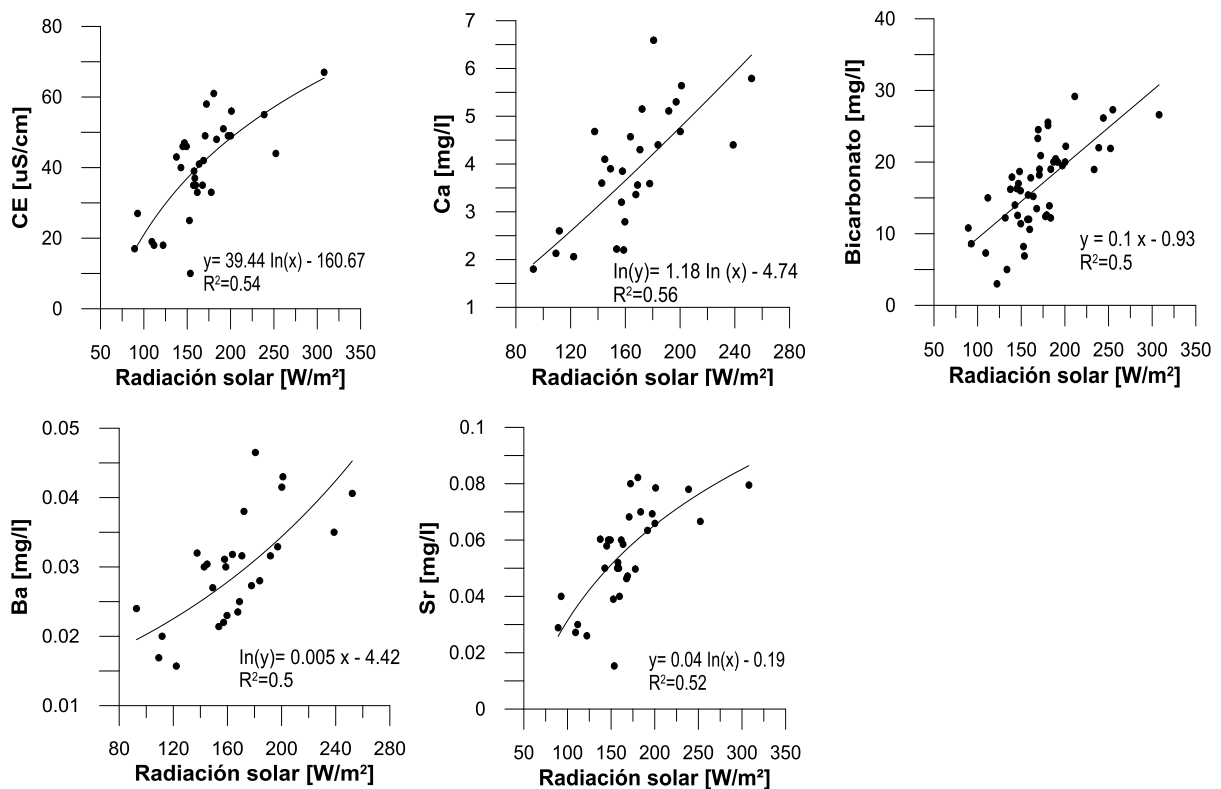 80
60
40
20
0
CE [uS/cm]
y= 39.44 ln(x) - 160.67
R²=0.54
50 100 150 200 250 300 350
Radiación solar [W/m²]
7
6
5
4
3
2
1
Ca [mg/l]
ln(y)= 1.18 ln (x) - 4.74
R²=0.56
80 120 160 200 240 280
Radiación solar [W/m²]
40
30
20
10
0
Bicarbonato [mg/l]
y = 0.1 x - 0.93
R²=0.5
50 100 150 200 250 300 350
Radiación solar [W/m²]
0.05
0.04
0.03
0.02
0.01
Ba [mg/l]
ln(y)= 0.005 x - 4.42
R²=0.5
80 120 160 200 240 280
Radiación solar [W/m²]
0.1
0.08
0.06
0.04
0.02
0
Sr [mg/l]
y= 0.04 ln(x) - 0.19
R²=0.52
50 100 150 200 250 300 350
Radiación solar [W/m²]